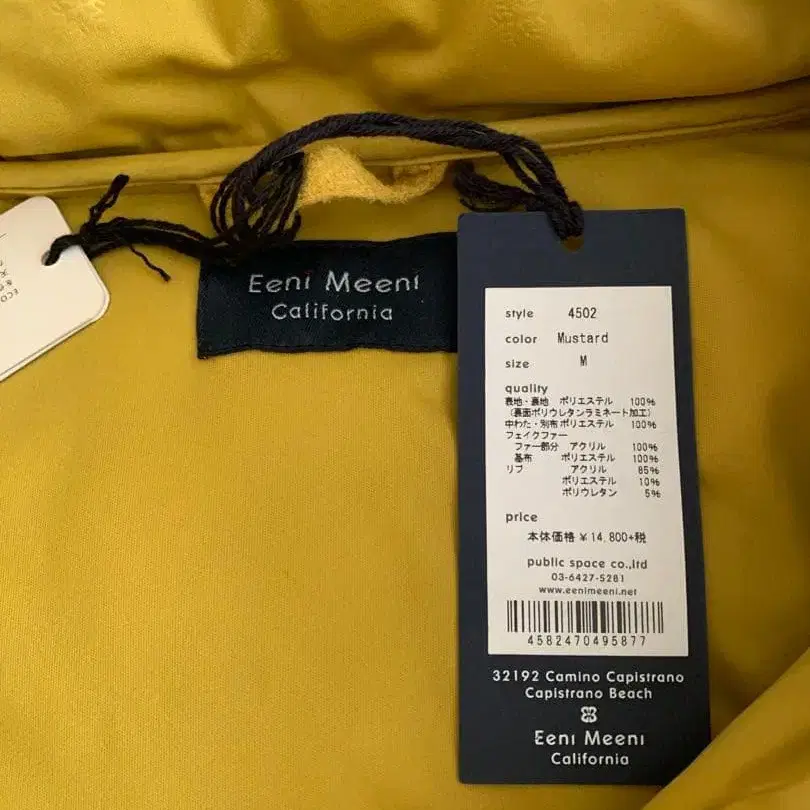 Eeni Meeni
California
style 4502
color Mustard
size M
quality
表地・裏地 ポリエステル 100%
(裏面ポリウレタンラミネート加工)
中わた・別布 ポリエステル 100%
フェイクファー
ファー部分 アクリル 100%
基布 ポリエステル 100%
リブ アクリル 85%
ポリエステル 10%
ポリウレタン 5%
price
本体価格 ¥ 14,800+税
public space co.,ltd
03-6427-5281
www.eenimeeni.net
4582470495877
32192 Camino Capistrano
Capistrano Beach
Eeni Meeni
California
ECO